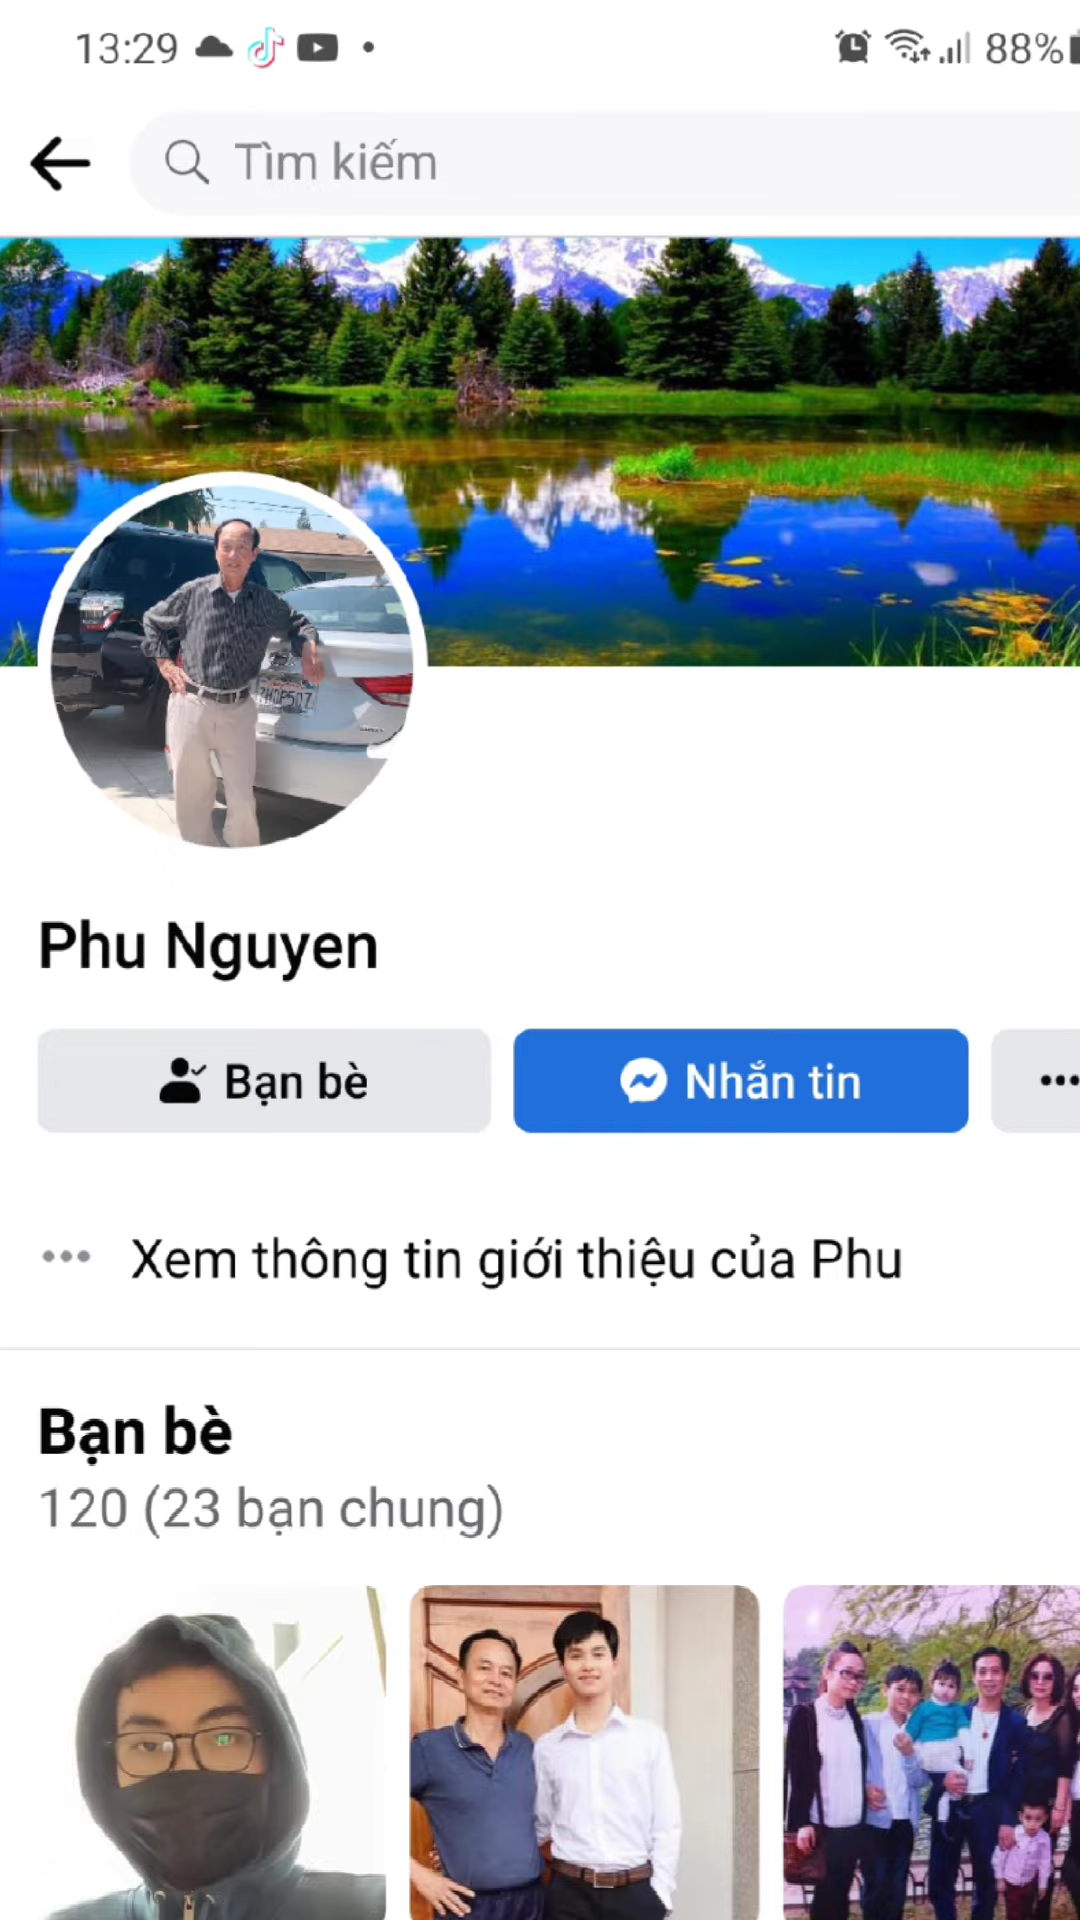 13:29
88%
Tìm kiếm
Phu Nguyen
Bạn bè
Nhắn tin
Xem thông tin giới thiệu của Phu
Bạn bè
120 (23 bạn chung)